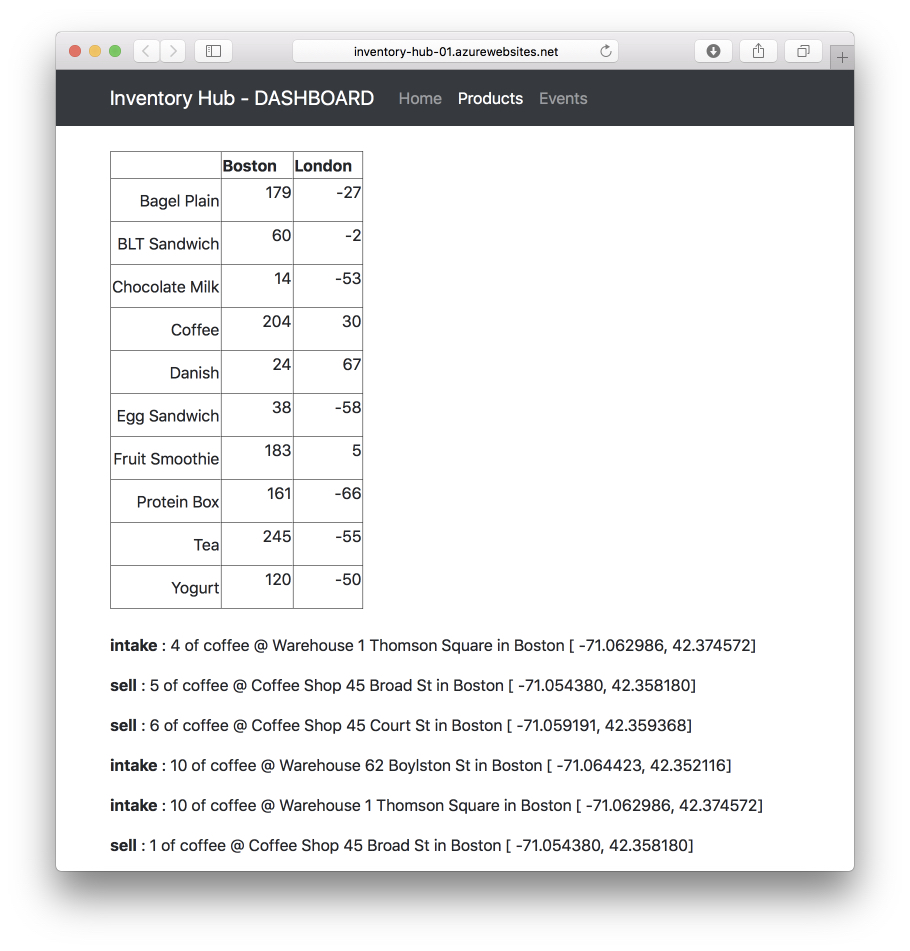 inventory-hub-01.azurewebsites.net
Inventory Hub - DASHBOARD Home Products Events
Boston London
Bagel Plain 179 -27
BLT Sandwich 60 -2
Chocolate Milk 14 -53
Coffee 204 30
Danish 24 67
Egg Sandwich 38 -58
Fruit Smoothie 183 5
Protein Box 161 -66
Tea 245 -55
Yogurt 120 -50
intake : 4 of coffee @ Warehouse 1 Thomson Square in Boston [ -71.062986, 42.374572]
sell : 5 of coffee @ Coffee Shop 45 Broad St in Boston [ -71.054380, 42.358180]
sell : 6 of coffee @ Coffee Shop 45 Court St in Boston [ -71.059191, 42.359368]
intake : 10 of coffee @ Warehouse 62 Boylston St in Boston [ -71.064423, 42.352116]
intake : 10 of coffee @ Warehouse 1 Thomson Square in Boston [ -71.062986, 42.374572]
sell : 1 of coffee @ Coffee Shop 45 Broad St in Boston [ -71.054380, 42.358180]